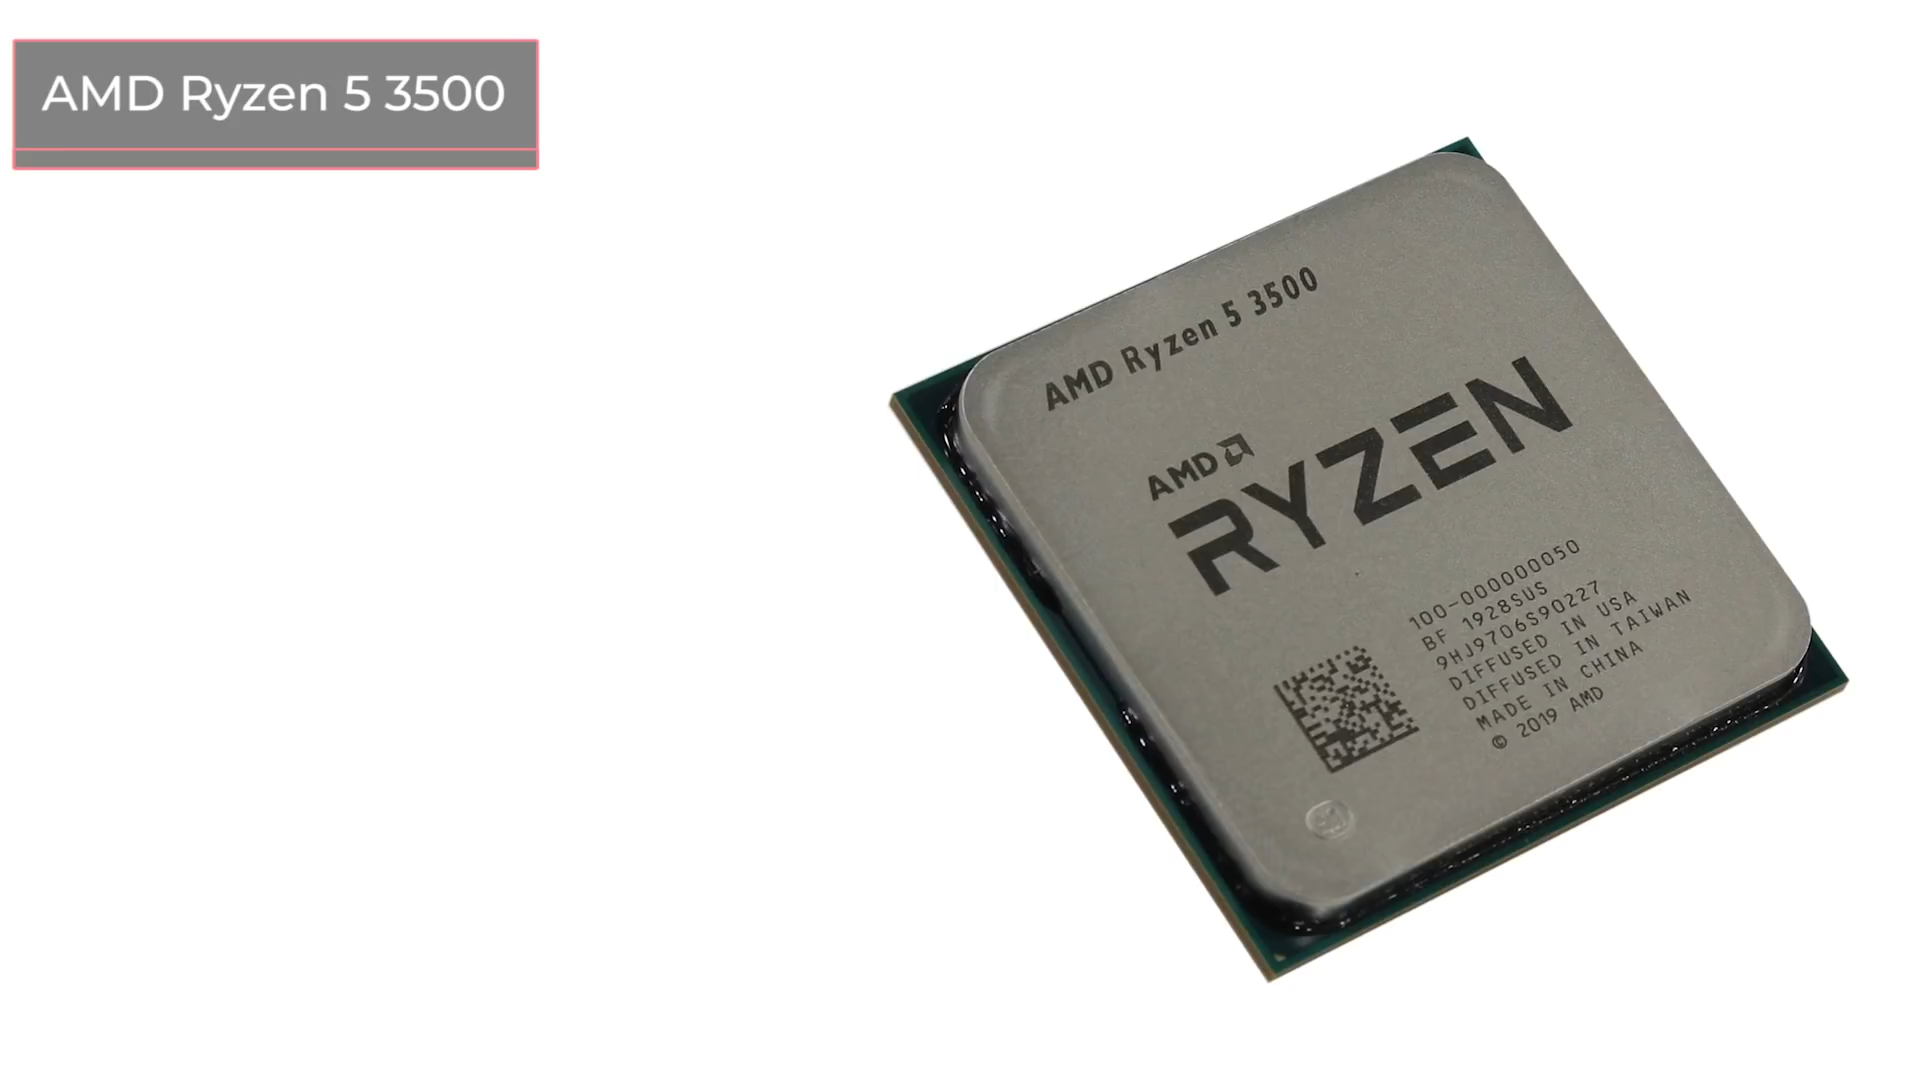 AMD Ryzen 5 3500
AMD Ryzen 5 3500
AMD
RYZEN
100-000000050
BF 1928SUS
9HJ9706S90227
DIFFUSED IN USA
DIFFUSED IN TAIWAN
MADE IN CHINA
© 2019 AMD